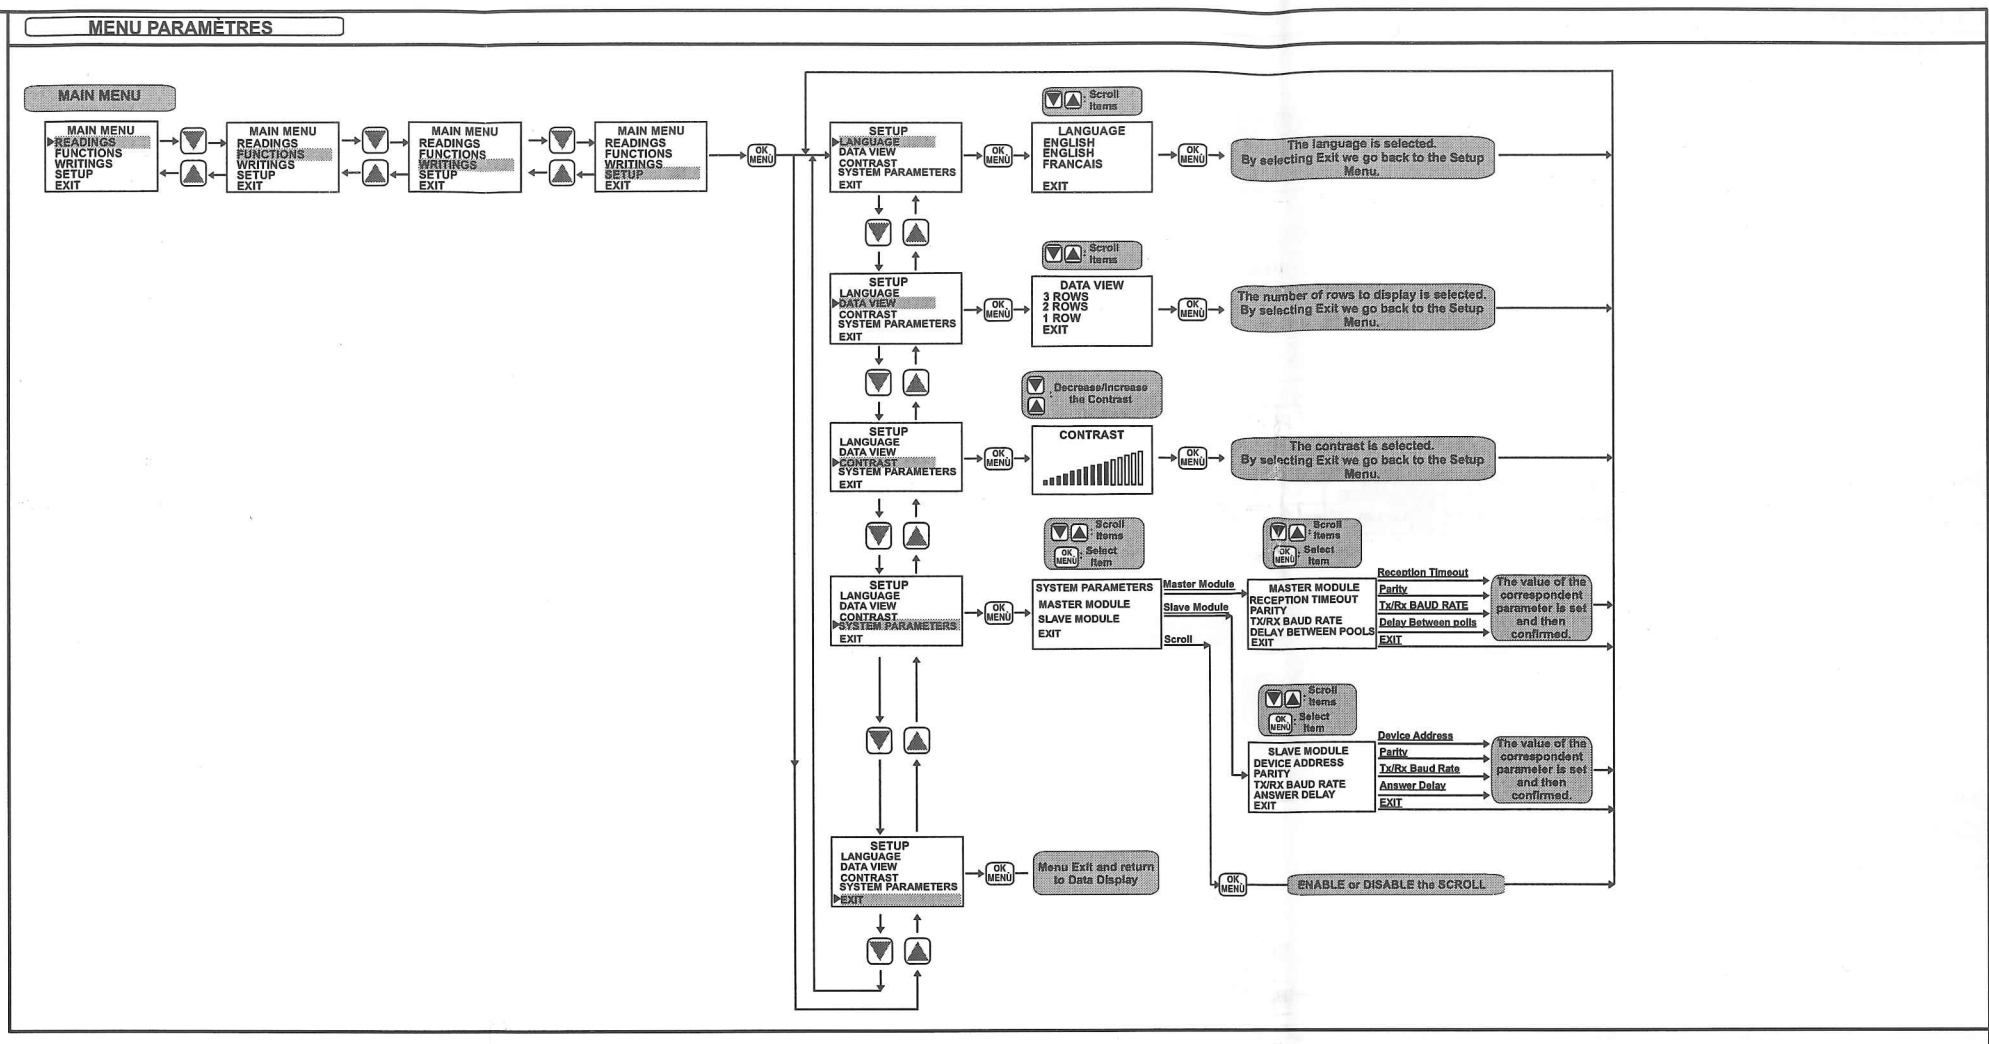 MENU PARAMÈTRES
MAIN MENU
MAIN MENU
READINGS
FUNCTIONS
WRITINGS
SETUP
EXIT
MAIN MENU
READINGS
FUNCTIONS
WRITINGS
SETUP
EXIT
MAIN MENU
READINGS
FUNCTIONS
WRITINGS
SETUP
EXIT
MAIN MENU
READINGS
FUNCTIONS
WRITINGS
SETUP
EXIT
OK
MENÙ
SETUP
LANGUAGE
DATA VIEW
CONTRAST
SYSTEM PARAMETERS
EXIT
OK
MENÙ
: Scroll
Items
LANGUAGE
ENGLISH
ENGLISH
FRANCAIS
EXIT
OK
MENÙ
The language is selected.
By selecting Exit we go back to the Setup
Menu.
SETUP
LANGUAGE
DATA VIEW
CONTRAST
SYSTEM PARAMETERS
EXIT
OK
MENÙ
: Scroll
Items
DATA VIEW
3 ROWS
2 ROWS
1 ROW
EXIT
OK
MENÙ
The number of rows to display is selected.
By selecting Exit we go back to the Setup
Menu.
SETUP
LANGUAGE
DATA VIEW
CONTRAST
SYSTEM PARAMETERS
EXIT
OK
MENÙ
: Decrease/Increase
the Contrast
CONTRAST
OK
MENÙ
The contrast is selected.
By selecting Exit we go back to the Setup
Menu.
SETUP
LANGUAGE
DATA VIEW
CONTRAST
SYSTEM PARAMETERS
EXIT
OK
MENÙ
: Scroll
Items
OK
MENÙ
: Select
Item
SYSTEM PARAMETERS
MASTER MODULE
SLAVE MODULE
EXIT
Master Module
Slave Module
Scroll
: Scroll
Items
OK
MENÙ
: Select
Item
MASTER MODULE
RECEPTION TIMEOUT
PARITY
TX/RX BAUD RATE
DELAY BETWEEN POOLS
EXIT
Reception Timeout
Parity
Tx/Rx BAUD RATE
Delay Between polls
EXIT
The value of the
correspondent
parameter is set
and then
confirmed.
: Scroll
Items
OK
MENÙ
: Select
Item
SLAVE MODULE
DEVICE ADDRESS
PARITY
TX/RX BAUD RATE
ANSWER DELAY
EXIT
Device Address
Parity
Tx/Rx Baud Rate
Answer Delay
EXIT
The value of the
correspondent
parameter is set
and then
confirmed.
SETUP
LANGUAGE
DATA VIEW
CONTRAST
SYSTEM PARAMETERS
EXIT
OK
MENÙ
Menu Exit and return
to Data Display
OK
MENÙ
ENABLE or DISABLE the SCROLL